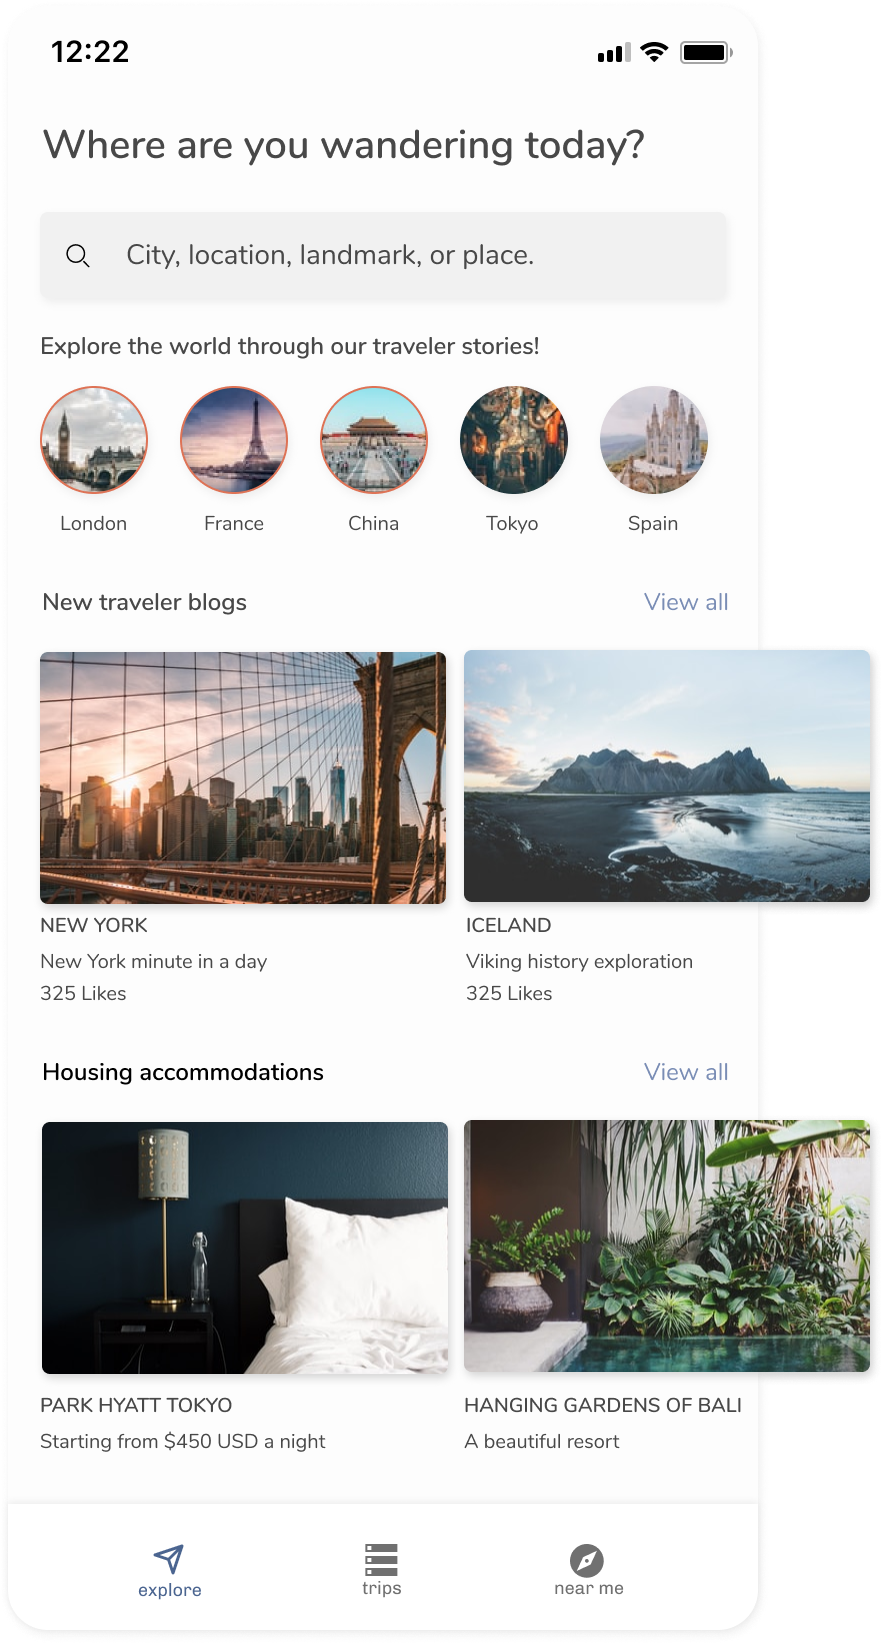 12:22
Where are you wandering today?
City, location, landmark, or place.
Explore the world through our traveler stories!
London
France
China
Tokyo
Spain
New traveler blogs
View all
NEW YORK
New York minute in a day
325 Likes
ICELAND
Viking history exploration
325 Likes
Housing accommodations
View all
PARK HYATT TOKYO
Starting from $450 USD a night
HANGING GARDENS OF BALI
A beautiful resort
explore
trips
near me